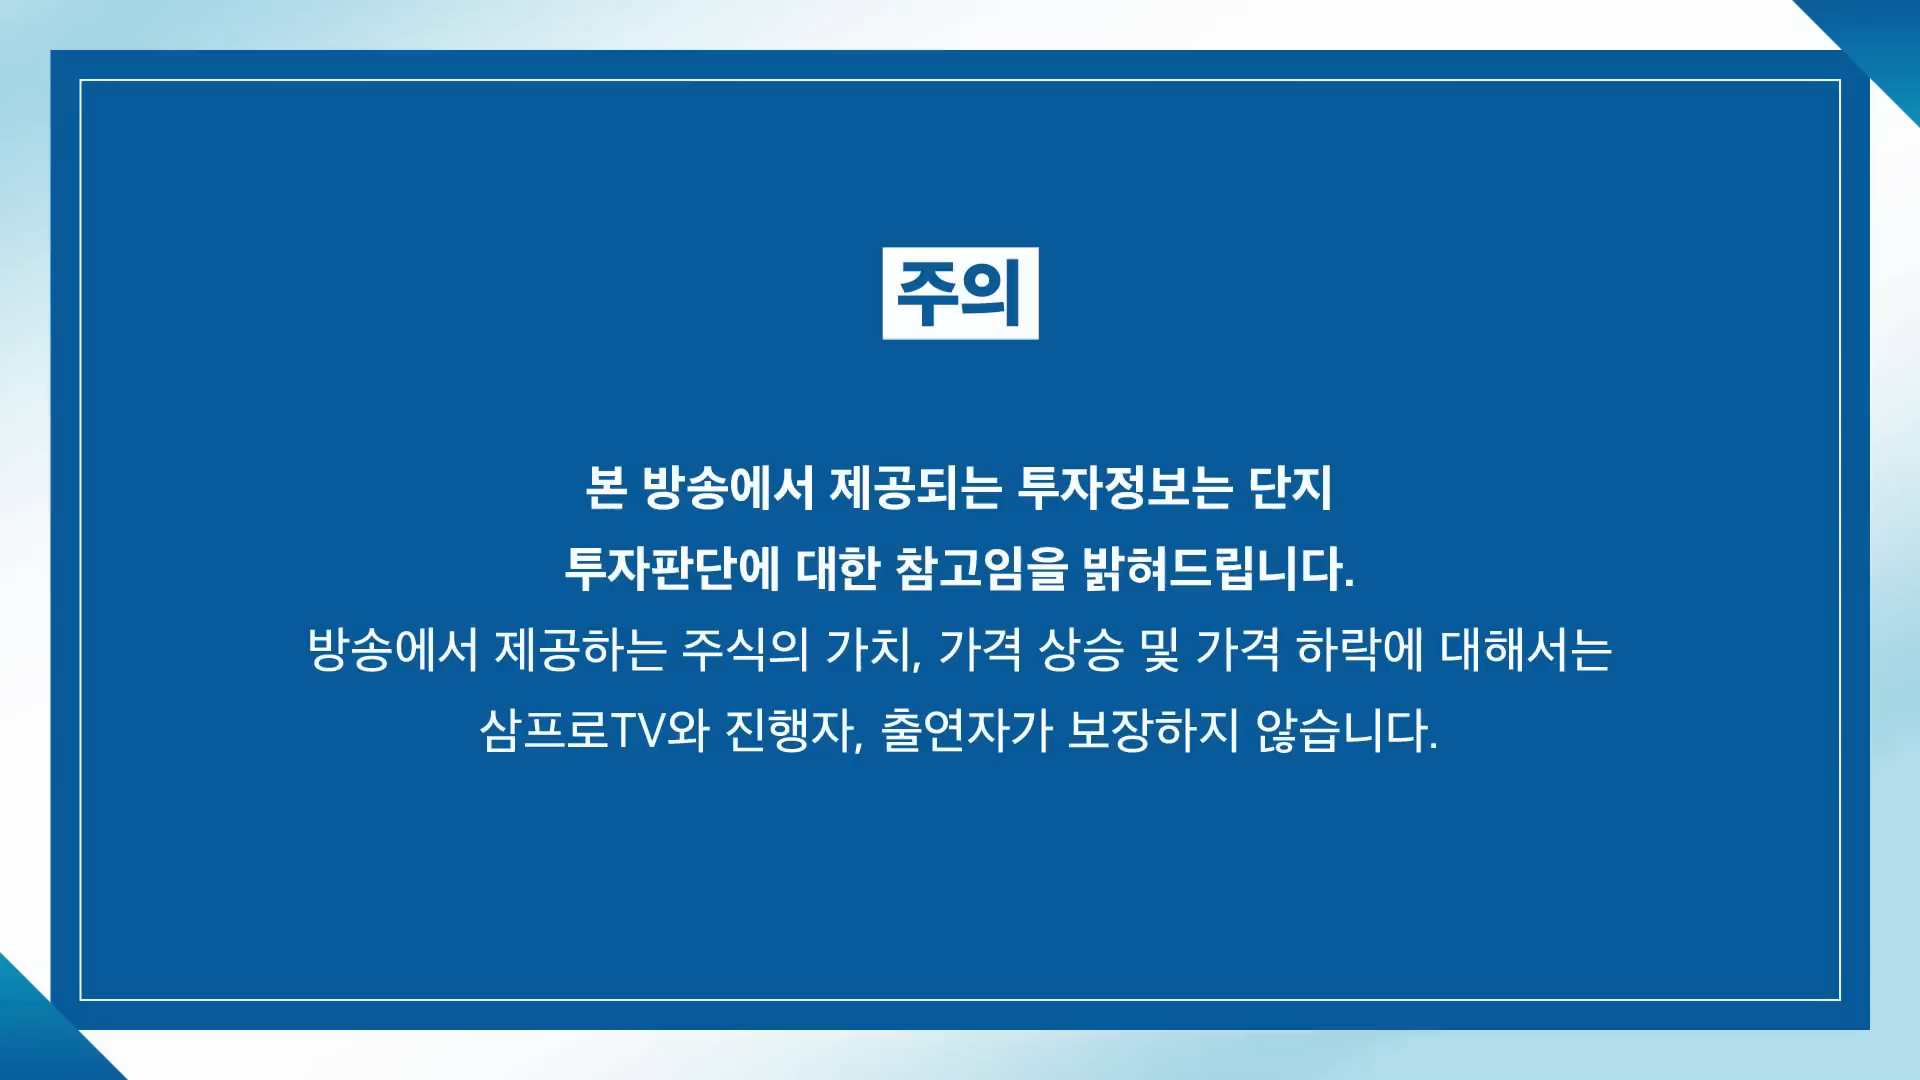 주의
본 방송에서 제공되는 투자정보는 단지
투자판단에 대한 참고임을 밝혀드립니다.
방송에서 제공하는 주식의 가치, 가격 상승 및 가격 하락에 대해서는
삼프로TV와 진행자, 출연자가 보장하지 않습니다.